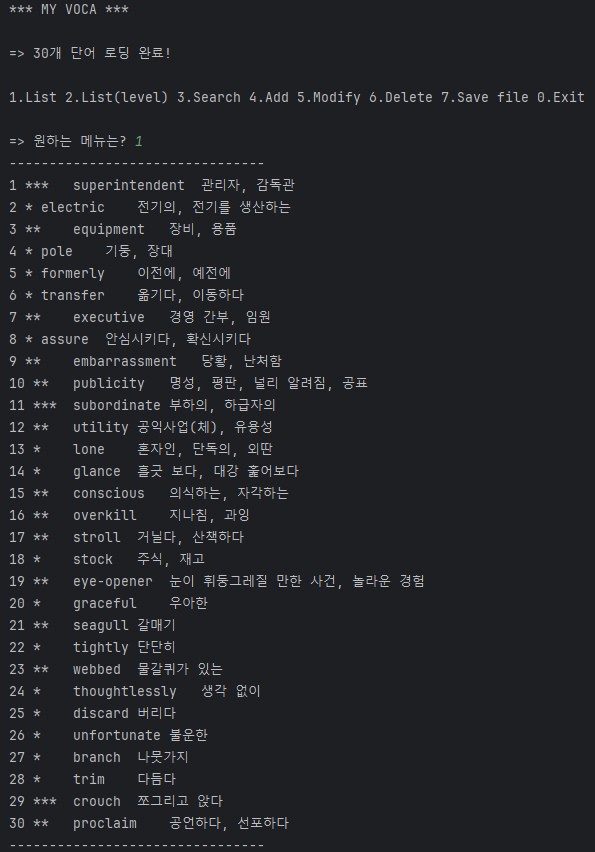 *** MY VOCA ***
=> 30개 단어 로딩 완료!
1.List 2.List(level) 3.Search 4.Add 5.Modify 6.Delete 7.Save file 0.Exit
=> 원하는 메뉴는? 1
--------------------------------
1 *** superintendent 관리자, 감독관
2 * electric 전기의, 전기를 생산하는
3 ** equipment 장비, 용품
4 * pole 기둥, 장대
5 * formerly 이전에, 예전에
6 * transfer 옮기다, 이동하다
7 ** executive 경영 간부, 임원
8 * assure 안심시키다, 확신시키다
9 ** embarrassment 당황, 난처함
10 ** publicity 명성, 평판, 널리 알려짐, 공표
11 *** subordinate 부하의, 하급자의
12 ** utility 공익사업(체), 유용성
13 * lone 혼자인, 단독의, 외딴
14 * glance 흘긋 보다, 대강 훑어보다
15 ** conscious 의식하는, 자각하는
16 ** overkill 지나침, 과잉
17 ** stroll 거닐다, 산책하다
18 * stock 주식, 재고
19 ** eye-opener 눈이 휘둥그레질 만한 사건, 놀라운 경험
20 * graceful 우아한
21 ** seagull 갈매기
22 * tightly 단단히
23 ** webbed 물갈퀴가 있는
24 * thoughtlessly 생각 없이
25 * discard 버리다
26 * unfortunate 불운한
27 * branch 나뭇가지
28 * trim 다듬다
29 *** crouch 쪼그리고 앉다
30 ** proclaim 공언하다, 선포하다
--------------------------------